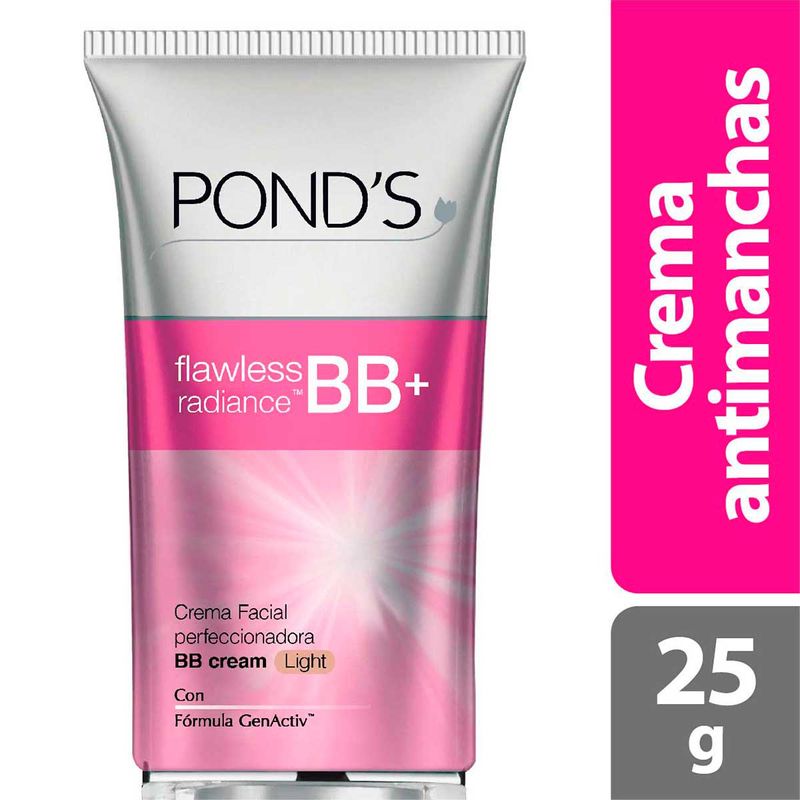 POND'S
flawless
radiance™ BB+
Crema Facial
perfeccionadora
BB cream Light
Con
Fórmula GenActiv™
Crema
antimanchas
25
g